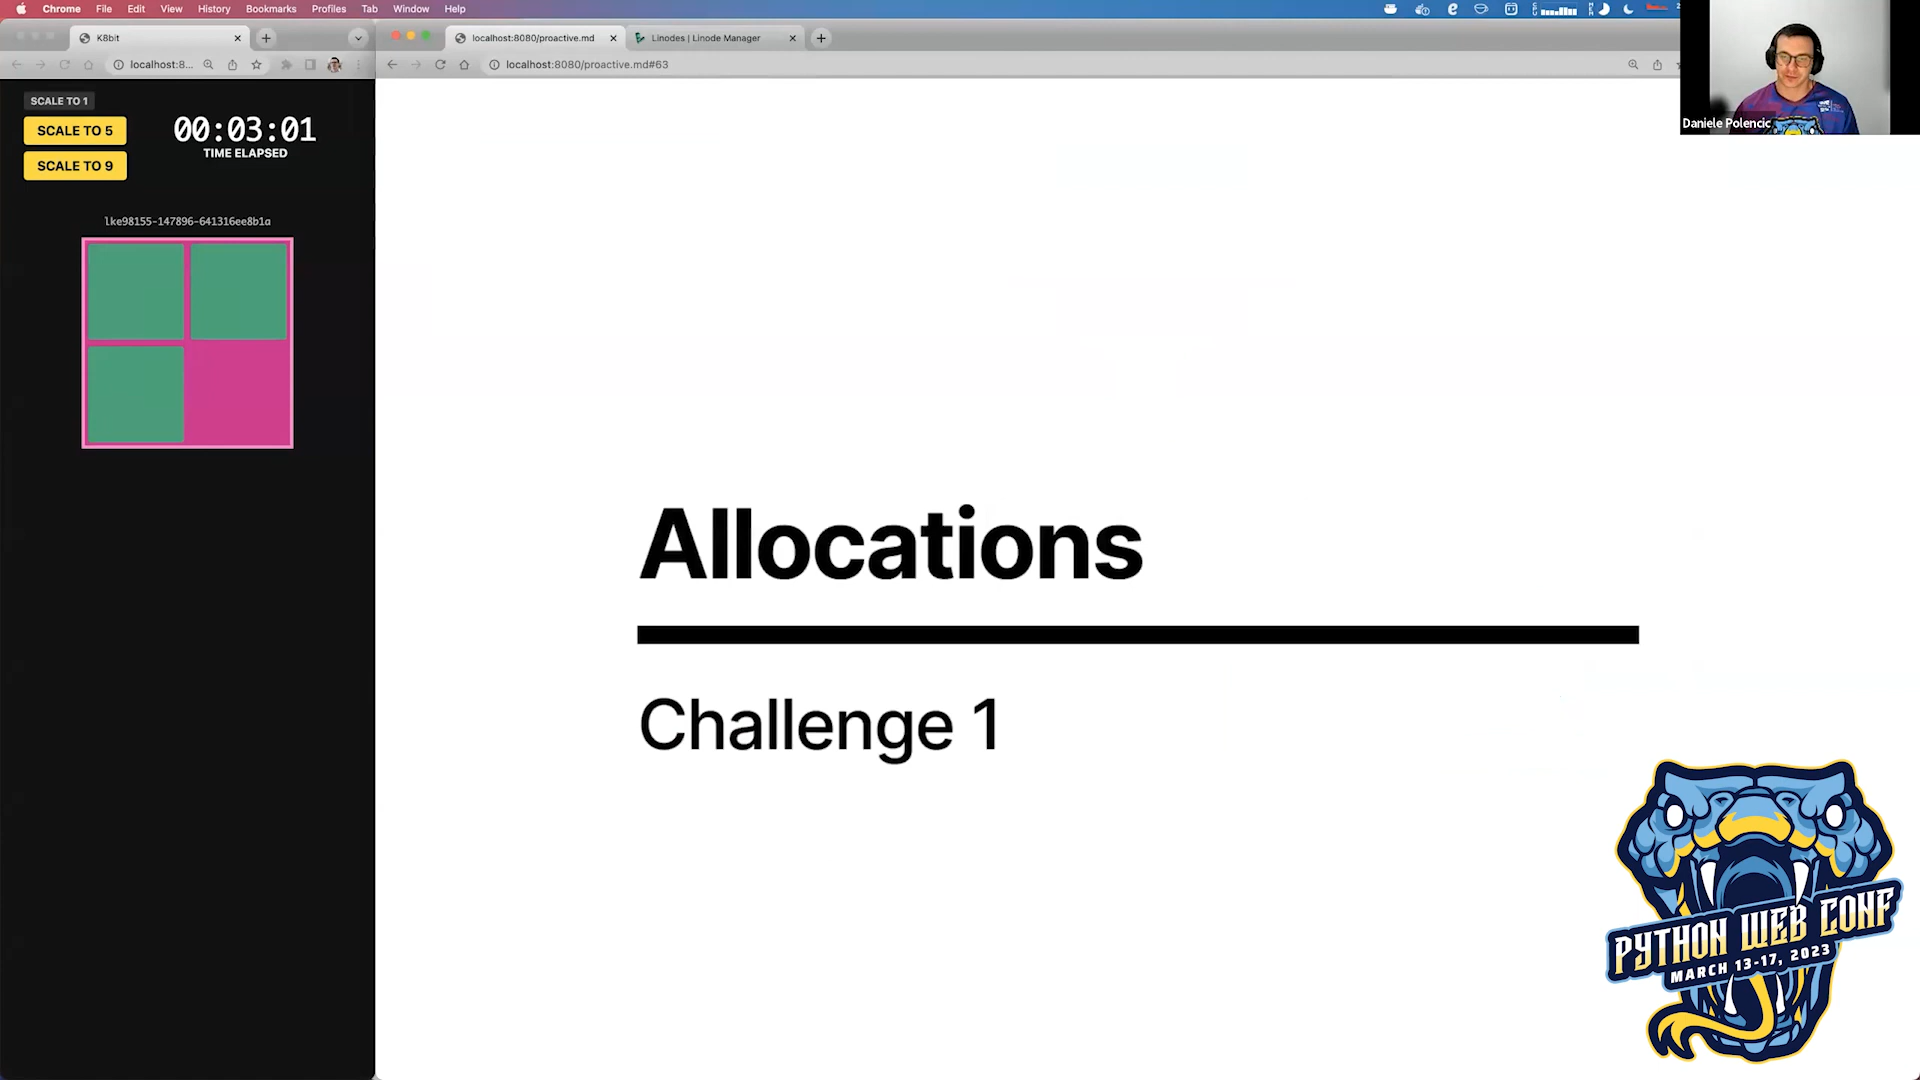 Chrome File Edit View History Bookmarks Profiles Tab Window Help
K8bit
localhost:8080/proactive.md
Linodes | Linode Manager
localhost:8...
localhost:8080/proactive.md#63
Daniele Polencic
SCALE TO 1
SCALE TO 5
SCALE TO 9
00:03:01
TIME ELAPSED
lke98155-147896-641316ee8b1a
Allocations
Challenge 1
PYTHON WEB CONF
MARCH 13-17, 2023